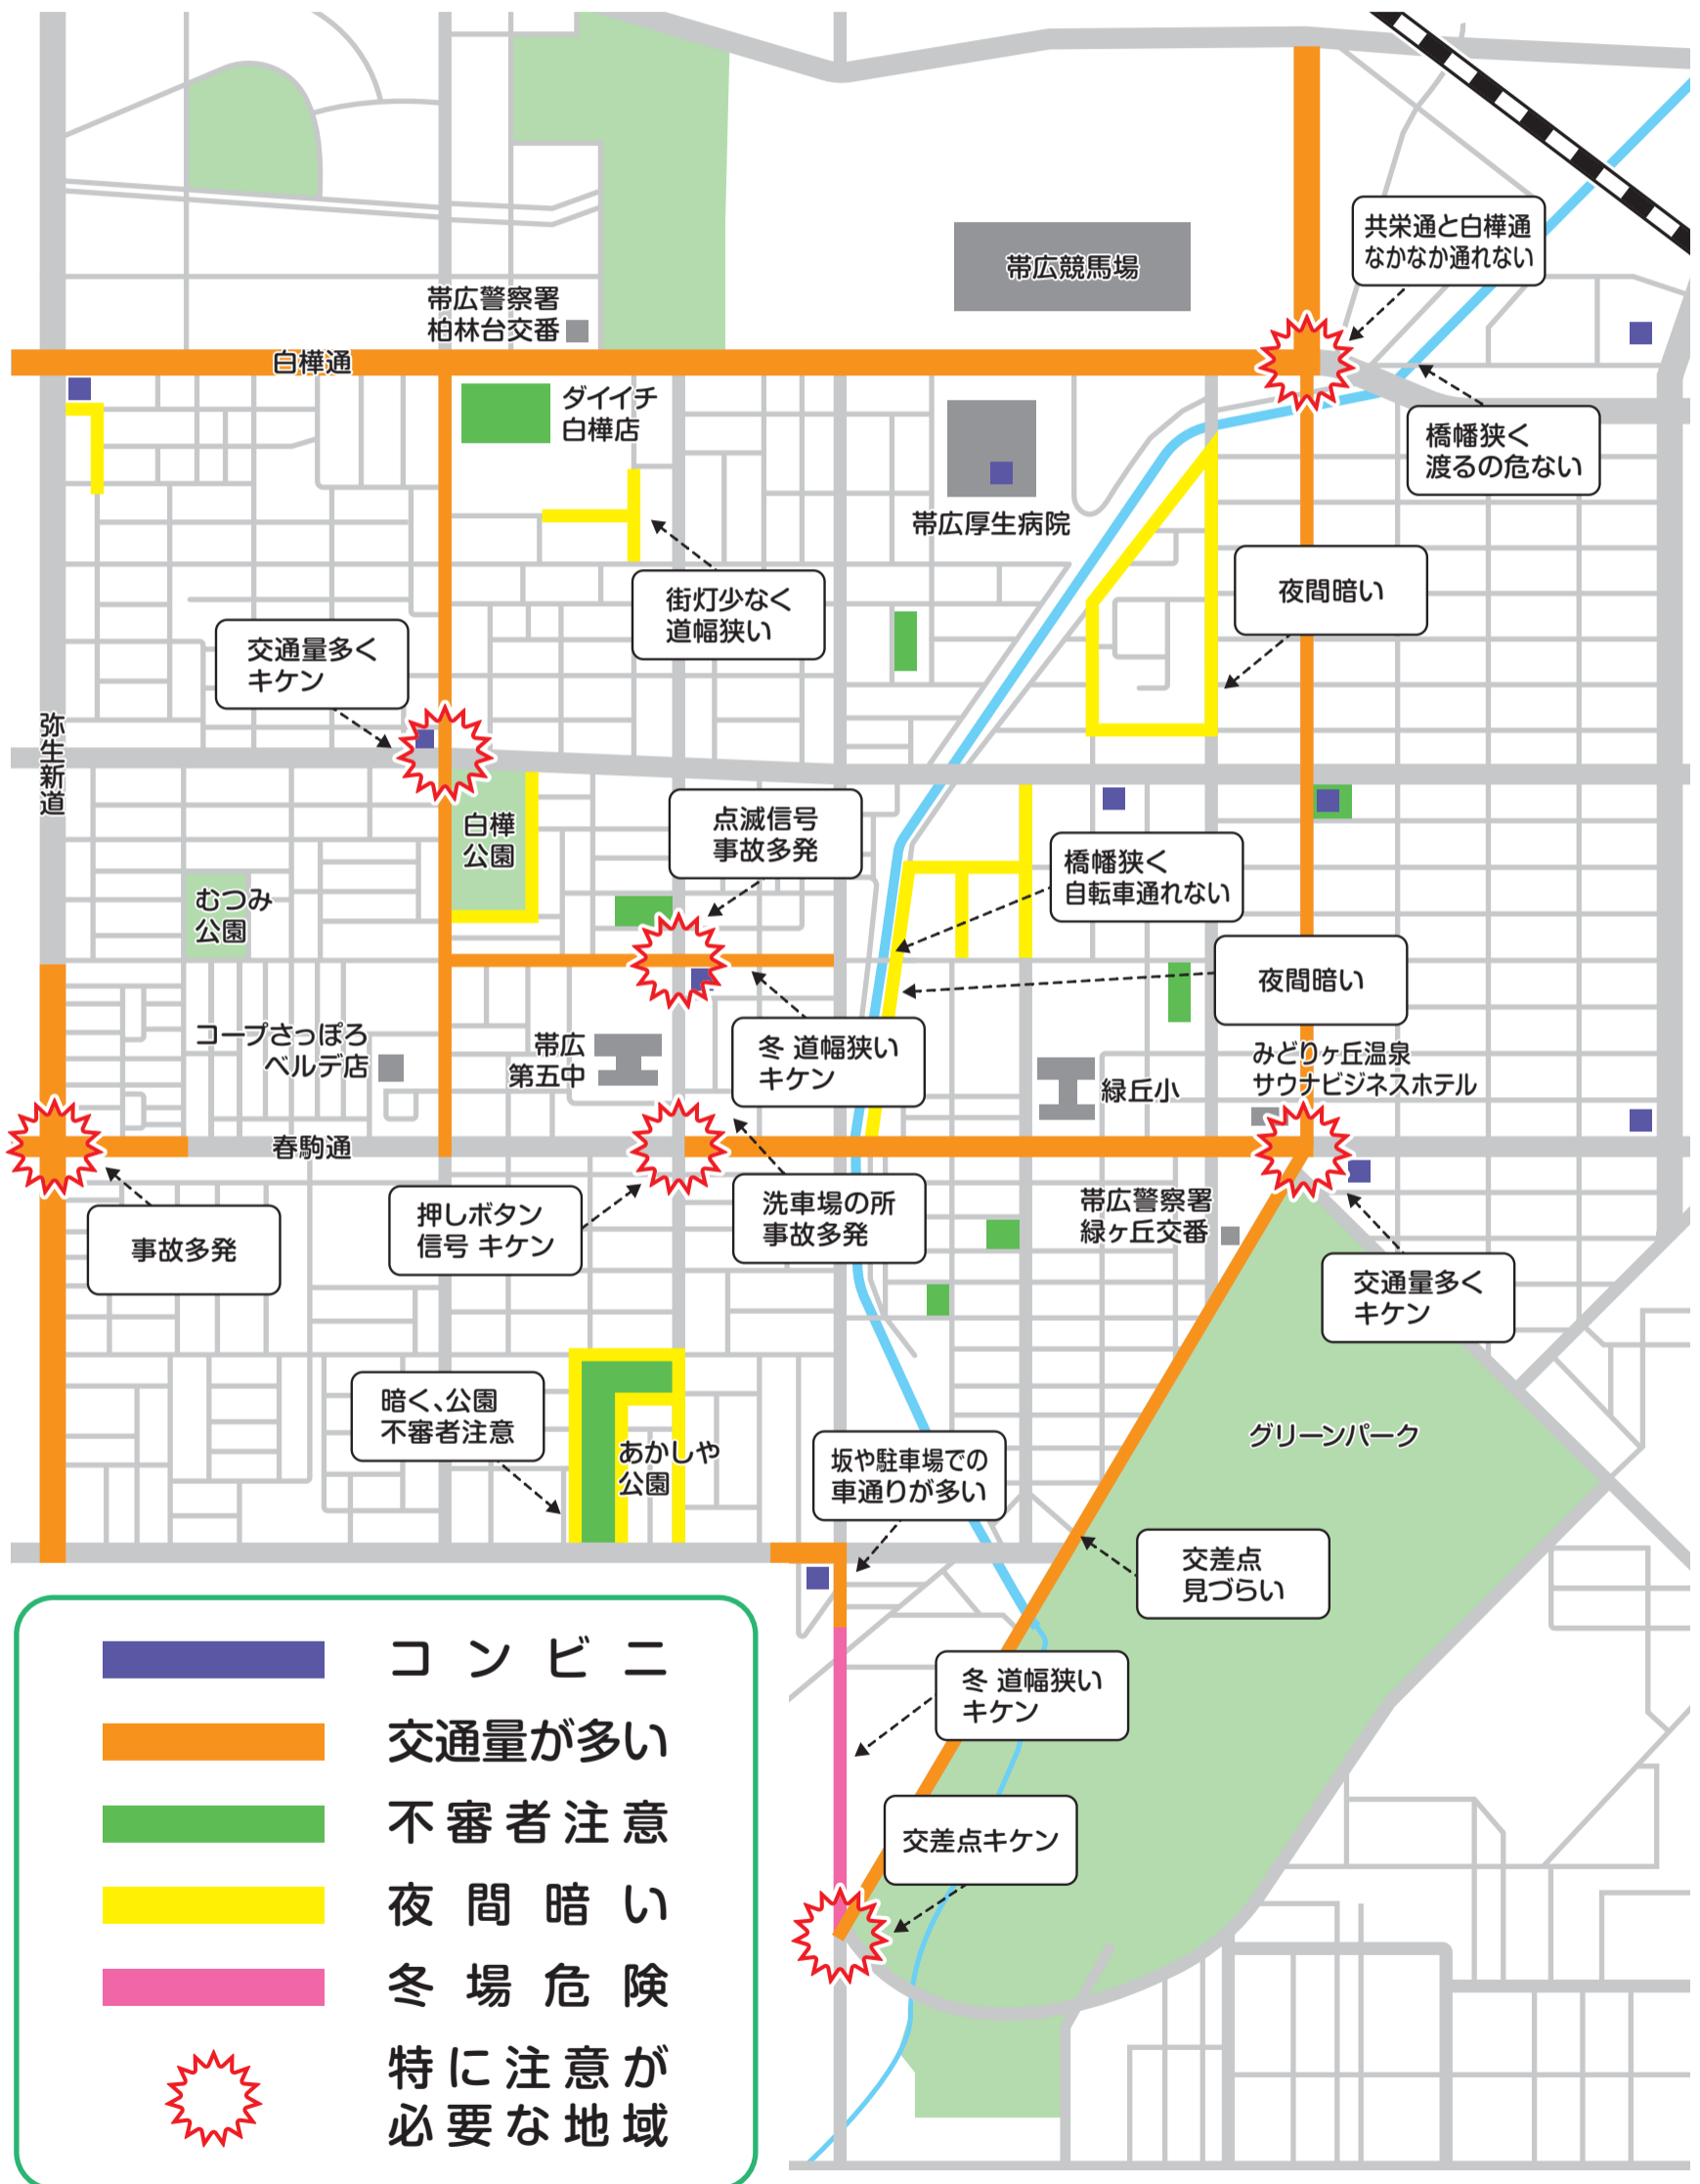 共栄通と白樺通
なかなか通れない
帯広競馬場
帯広警察署
柏林台交番
白樺通
ダイイチ
白樺店
橋幡狭く
渡るの危ない
帯広厚生病院
夜間暗い
街灯少なく
道幅狭い
交通量多く
キケン
弥生新道
白樺
公園
点滅信号
事故多発
橋幡狭く
自転車通れない
むつみ
公園
夜間暗い
コープさっぽろ
ベルデ店
帯広
第五中
冬 道幅狭い
キケン
みどりヶ丘温泉
サウナビジネスホテル
緑丘小
春駒通
押しボタン
信号 キケン
洗車場の所
事故多発
帯広警察署
緑ヶ丘交番
事故多発
交通量多く
キケン
暗く、公園
不審者注意
あかしや
公園
グリーンパーク
坂や駐車場での
車通りが多い
交差点
見づらい
冬 道幅狭い
キケン
交差点キケン
コンビニ
交通量が多い
不審者注意
夜間暗い
冬場危険
特に注意が
必要な地域